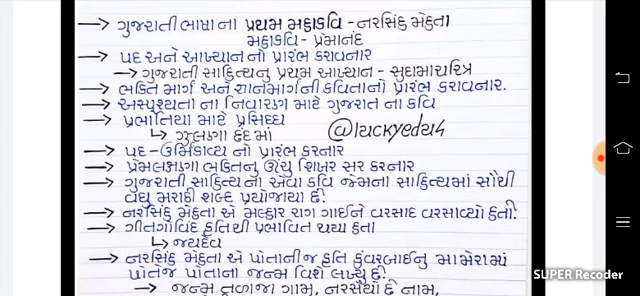 → ગુજરાતી ભાષા ના પ્રથમ મહાકવિ - નરસિંહ મહેતા
મહાકવિ - પ્રેમાનંદ
→ પદ અને આખ્યાન નો પ્રારંભ કરાવનાર
→ ગુજરાતી સાહિત્યનુ પ્રથમ આખ્યાન - સુદામાચરિત્ર
→ ભક્તિ માર્ગ અને જ્ઞાનમાર્ગની કવિતાનો પ્રારંભ કરાવનાર.
→ અસ્પૃશ્યતા ના નિવારણ માટે ગુજરાત ના કવિ
→ પ્રભાતિયા માટે પ્રસિધ્ધ
↳ ઝુલણા છંદ માં @luckyedu4
→ પદ - ઉર્મિકાવ્ય નો પ્રારંભ કરનાર
→ પ્રેમલક્ષણા ભક્તિનુ ઊંચુ શિખર સર કરનાર
→ ગુજરાતી સાહિત્ય ના એવા કવિ જેમના સાહિત્યમાં સૌથી
વધુ મરાઠી શબ્દ પ્રયોજાયા છે.
→ નરસિંહ મહેતા એ મલ્હાર રાગ ગાઈને વરસાદ વરસાવ્યો હતો.
→ ગીતગોવિંદ કૃતિથી પ્રભાવિત થયા હતા
↳ જયદેવ
→ નરસિંહ મહેતા એ પોતાનીજ કૃતિ કુંવરબાઈનુ મામેરામાં
પોતેજ પોતાના જન્મ વિશે લખ્યુ છે.
→ જન્મ તળાજા ગામ, નરસૈયો છે નામ,
SUPER Recoder